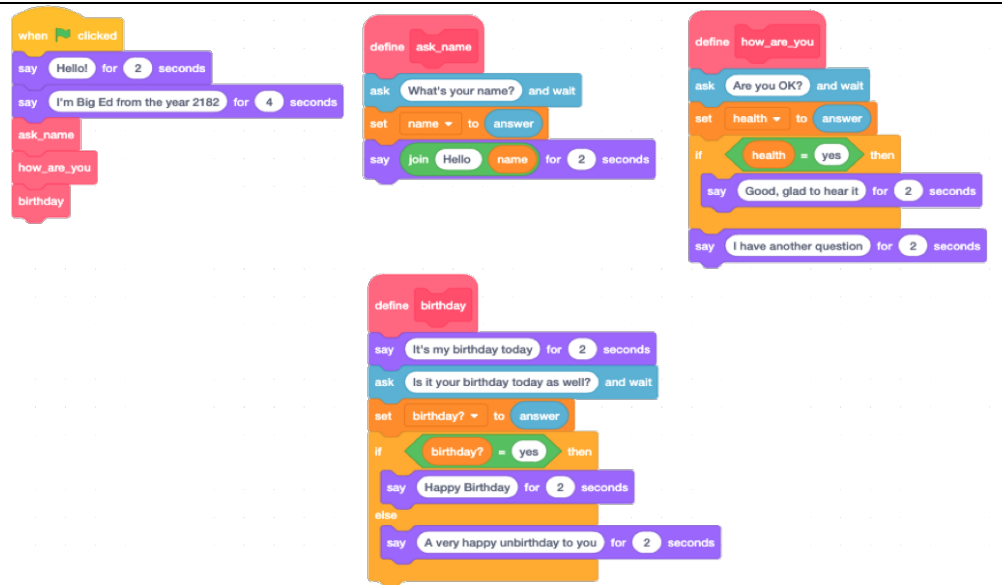 when clicked
say Hello! for 2 seconds
say I'm Big Ed from the year 2182 for 4 seconds
ask_name
how_are_you
birthday
define ask_name
ask What's your name? and wait
set name to answer
say join Hello name for 2 seconds
define how_are_you
ask Are you OK? and wait
set health to answer
if health = yes then
say Good, glad to hear it for 2 seconds
say I have another question for 2 seconds
define birthday
say It's my birthday today for 2 seconds
ask Is it your birthday today as well? and wait
set birthday? to answer
if birthday? = yes then
say Happy Birthday for 2 seconds
else
say A very happy unbirthday to you for 2 seconds